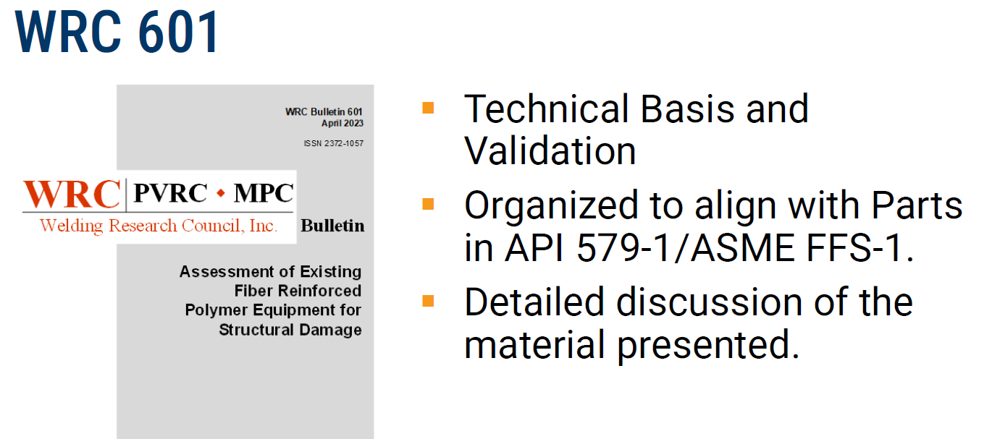 WRC 601
WRC Bulletin 601
April 2023
ISSN 2372-1057
WRC PVRC ♦ MPC
Welding Research Council, Inc.
Bulletin
Assessment of Existing
Fiber Reinforced
Polymer Equipment for
Structural Damage
▪ Technical Basis and
Validation
▪ Organized to align with Parts
in API 579-1/ASME FFS-1.
▪ Detailed discussion of the
material presented.